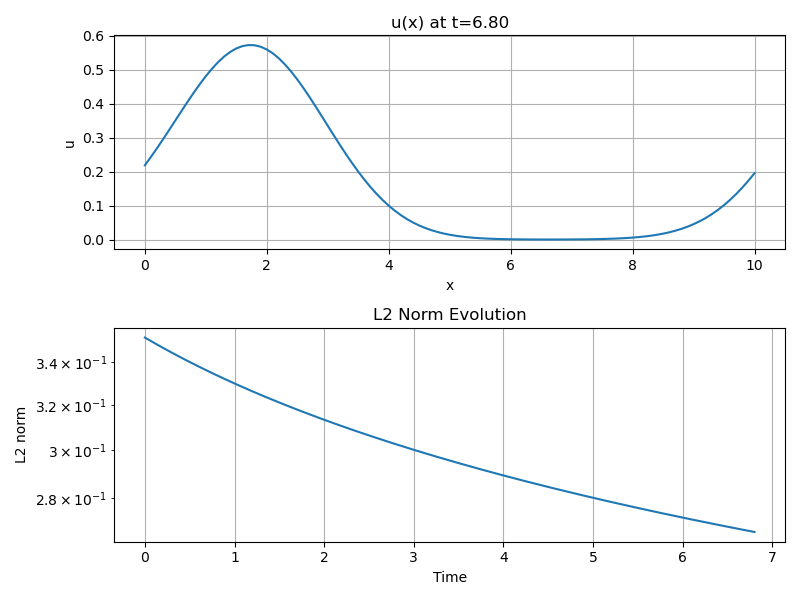 u(x) at t=6.80
0.6
0.5
0.4
0.3
0.2
0.1
0.0
u
0 2 4 6 8 10
x
L2 Norm Evolution
3.4 × 10⁻¹
3.2 × 10⁻¹
3 × 10⁻¹
2.8 × 10⁻¹
L2 norm
0 1 2 3 4 5 6 7
Time